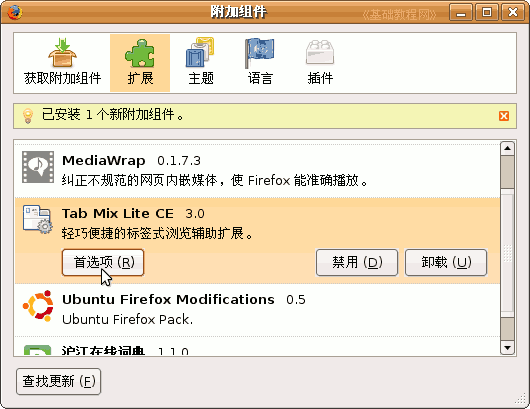 附加组件
《基础教程网》
获取附加组件 扩展 主题 语言 插件
已安装 1 个新附加组件。
MediaWrap 0.1.7.3
纠正不规范的网页内嵌媒体，使 Firefox 能准确播放。
Tab Mix Lite CE 3.0
轻巧便捷的标签式浏览辅助扩展。
首选项 (R) 禁用 (D) 卸载 (U)
Ubuntu Firefox Modifications 0.5
Ubuntu Firefox Pack.
沪江在线词典 1.1.0
查找更新 (F)